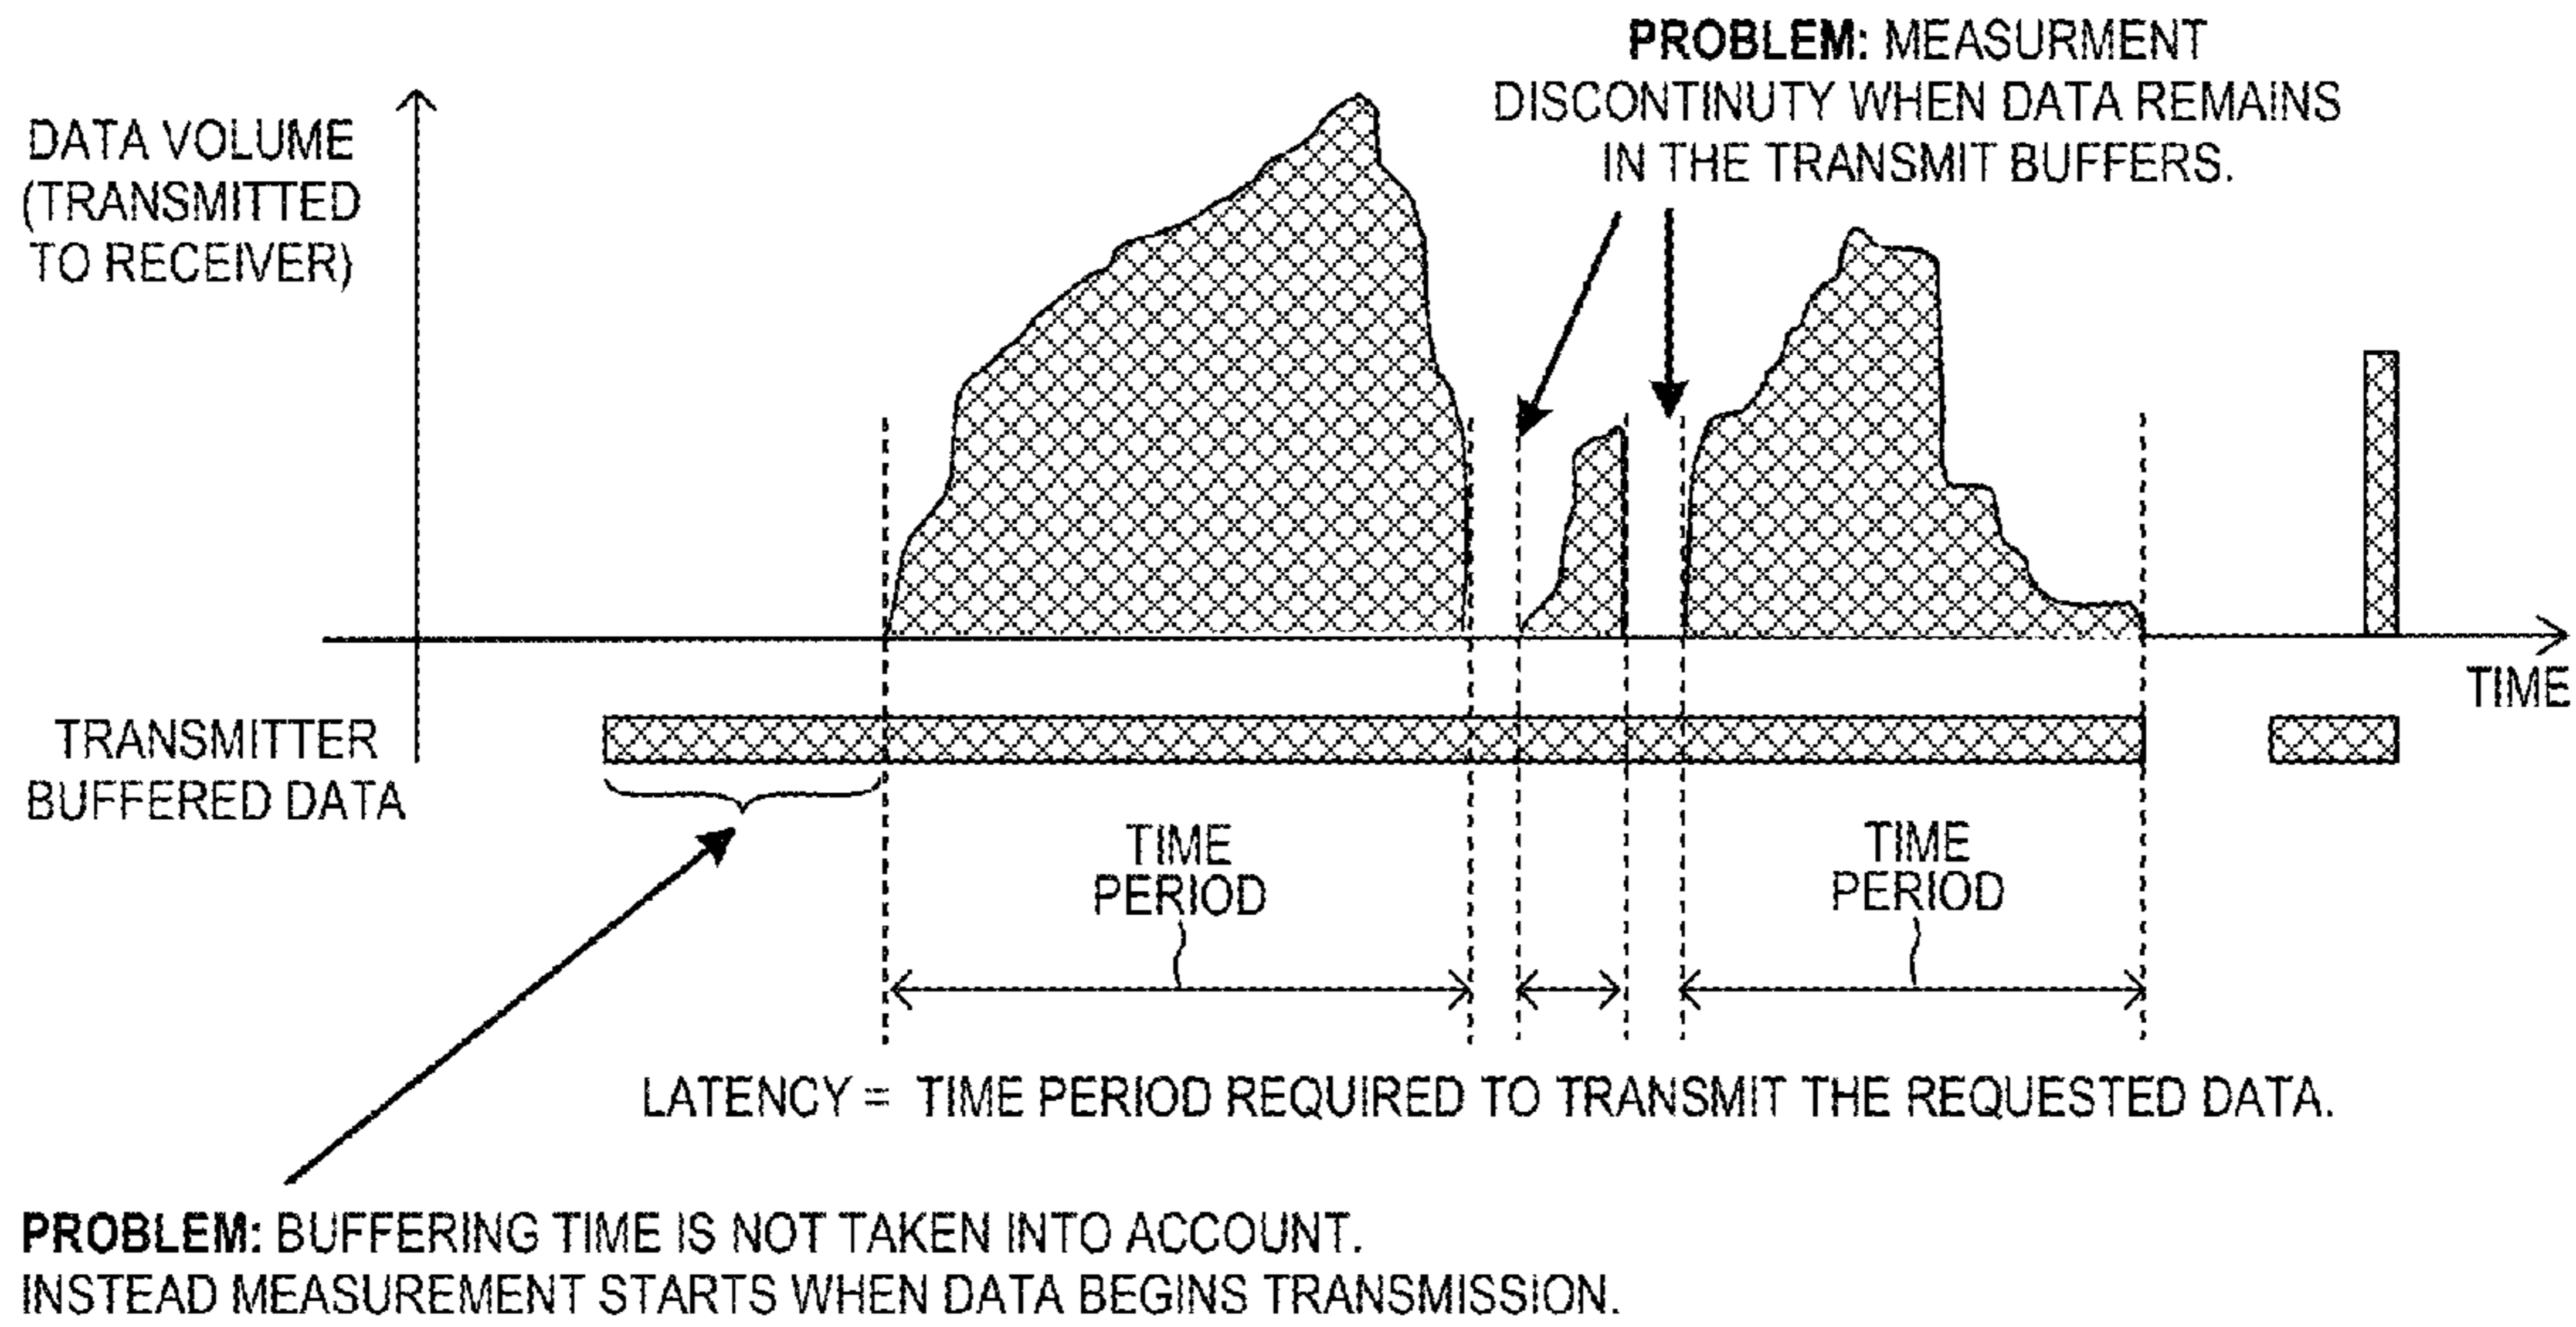 PROBLEM: MEASURMENT
DISCONTINUTY WHEN DATA REMAINS
IN THE TRANSMIT BUFFERS.
DATA VOLUME
(TRANSMITTED
TO RECEIVER)
TIME
TRANSMITTER
BUFFERED DATA
TIME
PERIOD
TIME
PERIOD
LATENCY = TIME PERIOD REQUIRED TO TRANSMIT THE REQUESTED DATA.
PROBLEM: BUFFERING TIME IS NOT TAKEN INTO ACCOUNT.
INSTEAD MEASUREMENT STARTS WHEN DATA BEGINS TRANSMISSION.